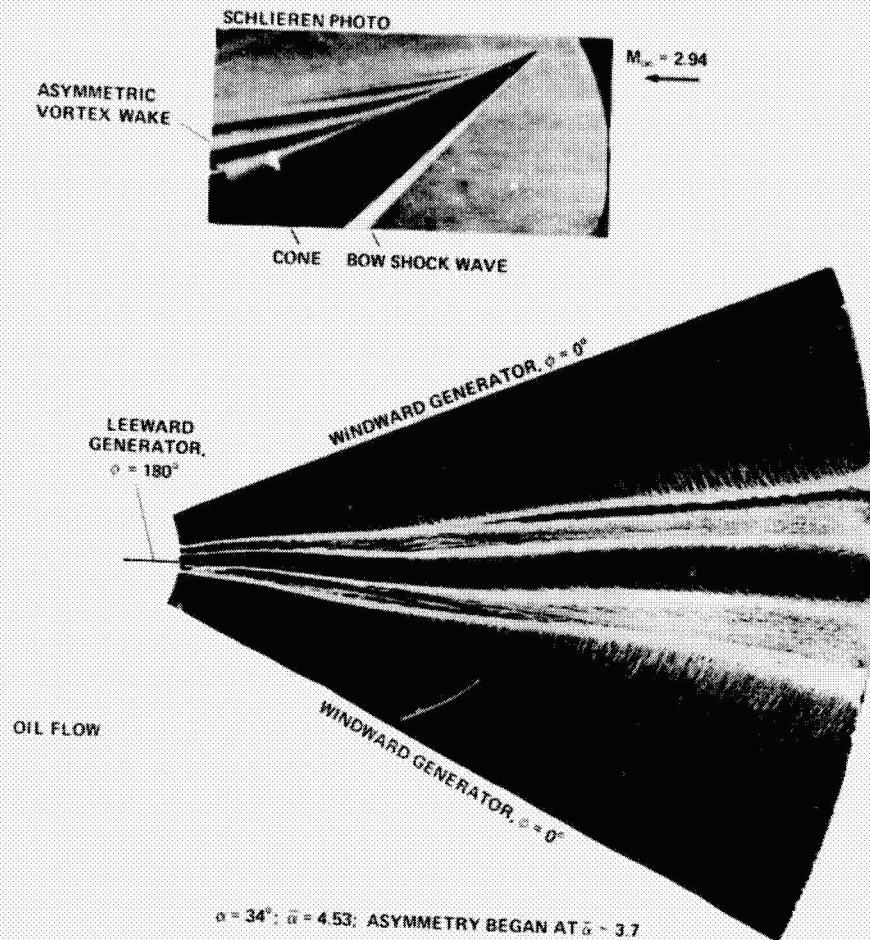 SCHLIEREN PHOTO
M∞ = 2.94
ASYMMETRIC
VORTEX WAKE
CONE
BOW SHOCK WAVE
WINDWARD GENERATOR, φ = 0°
LEEWARD
GENERATOR,
φ = 180°
OIL FLOW
WINDWARD GENERATOR, φ = 0°
α = 34°; ᾱ = 4.53; ASYMMETRY BEGAN AT ᾱ ~ 3.7